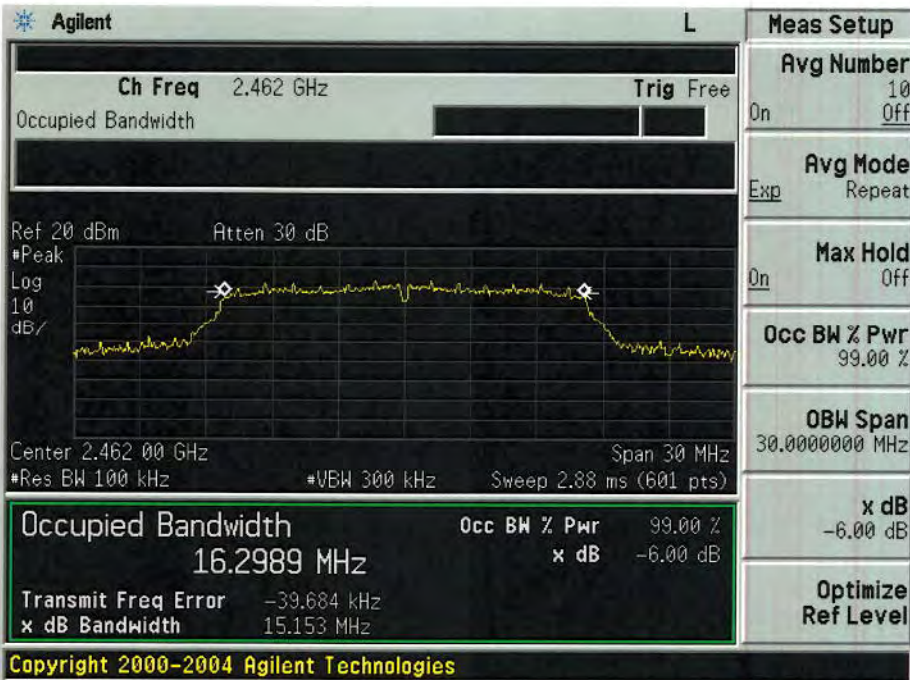 Agilent L Meas Setup
Ch Freq 2.462 GHz Trig Free
Occupied Bandwidth
Avg Number
10
On Off
Avg Mode
Exp Repeat
Max Hold
On Off
Occ BW % Pwr
99.00 %
OBW Span
30.0000000 MHz
x dB
-6.00 dB
Optimize
Ref Level
Ref 20 dBm Atten 30 dB
#Peak
Log
10
dB/
Center 2.462 00 GHz Span 30 MHz
#Res BW 100 kHz #VBW 300 kHz Sweep 2.88 ms (601 pts)
Occupied Bandwidth Occ BW % Pwr 99.00 %
16.2989 MHz x dB -6.00 dB
Transmit Freq Error -39.684 kHz
x dB Bandwidth 15.153 MHz
Copyright 2000-2004 Agilent Technologies